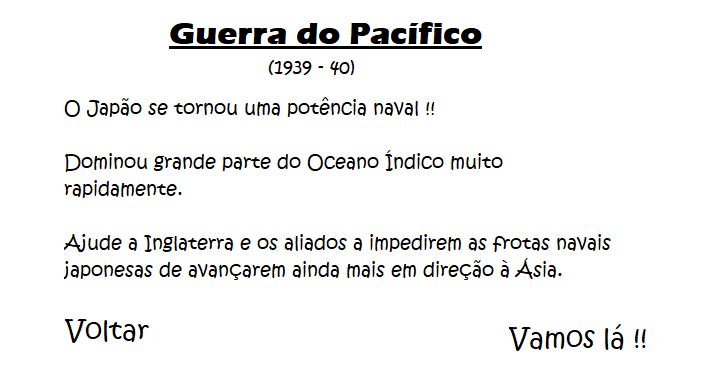 Guerra do Pacífico
(1939 - 40)
O Japão se tornou uma potência naval !!
Dominou grande parte do Oceano Índico muito
rapidamente.
Ajude a Inglaterra e os aliados a impedirem as frotas navais
japonesas de avançarem ainda mais em direção à Ásia.
Voltar
Vamos lá !!